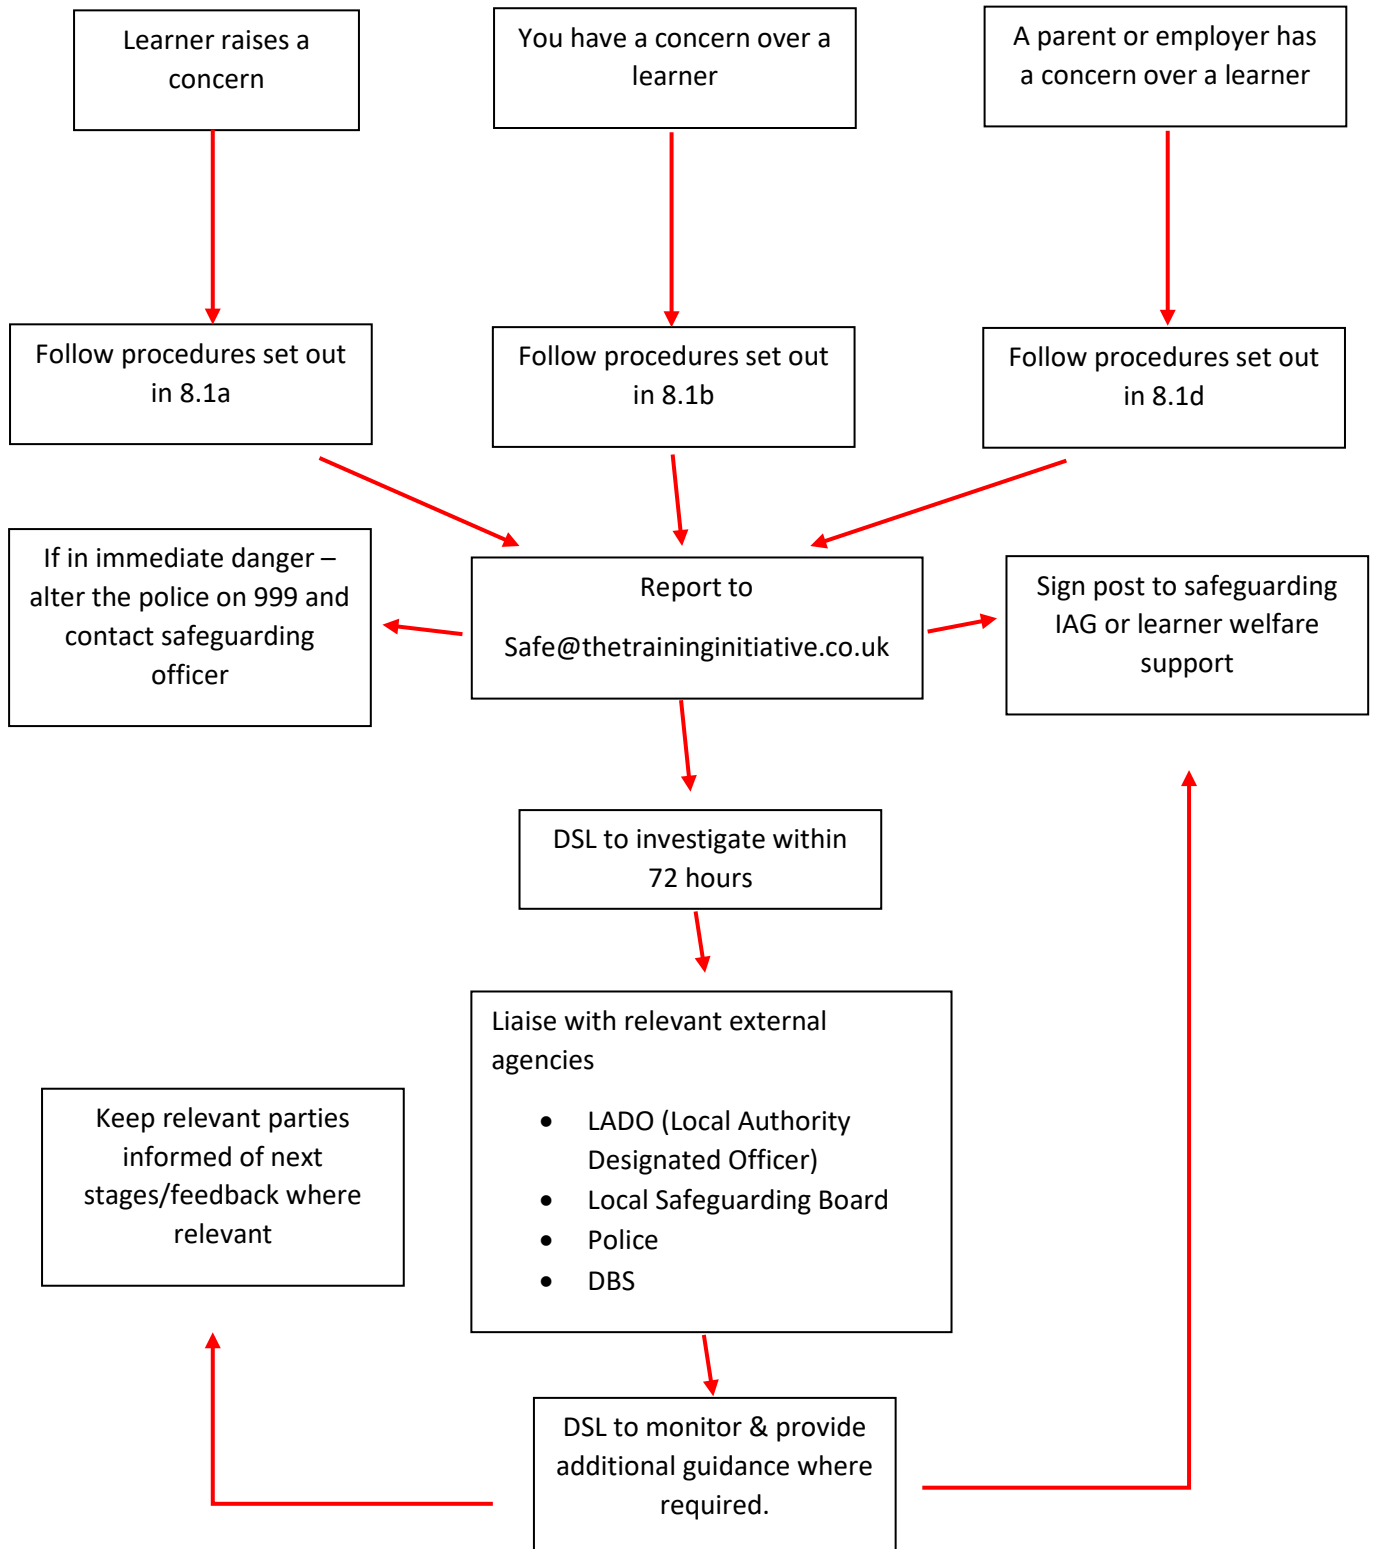 Learner raises a
concern
You have a concern over a
learner
A parent or employer has
a concern over a learner
Follow procedures set out
in 8.1a
Follow procedures set out
in 8.1b
Follow procedures set out
in 8.1d
If in immediate danger –
alter the police on 999 and
contact safeguarding
officer
Report to
Safe@thetraininginitiative.co.uk
Sign post to safeguarding
IAG or learner welfare
support
DSL to investigate within
72 hours
Liaise with relevant external
agencies
• LADO (Local Authority
Designated Officer)
• Local Safeguarding Board
• Police
• DBS
Keep relevant parties
informed of next
stages/feedback where
relevant
DSL to monitor & provide
additional guidance where
required.